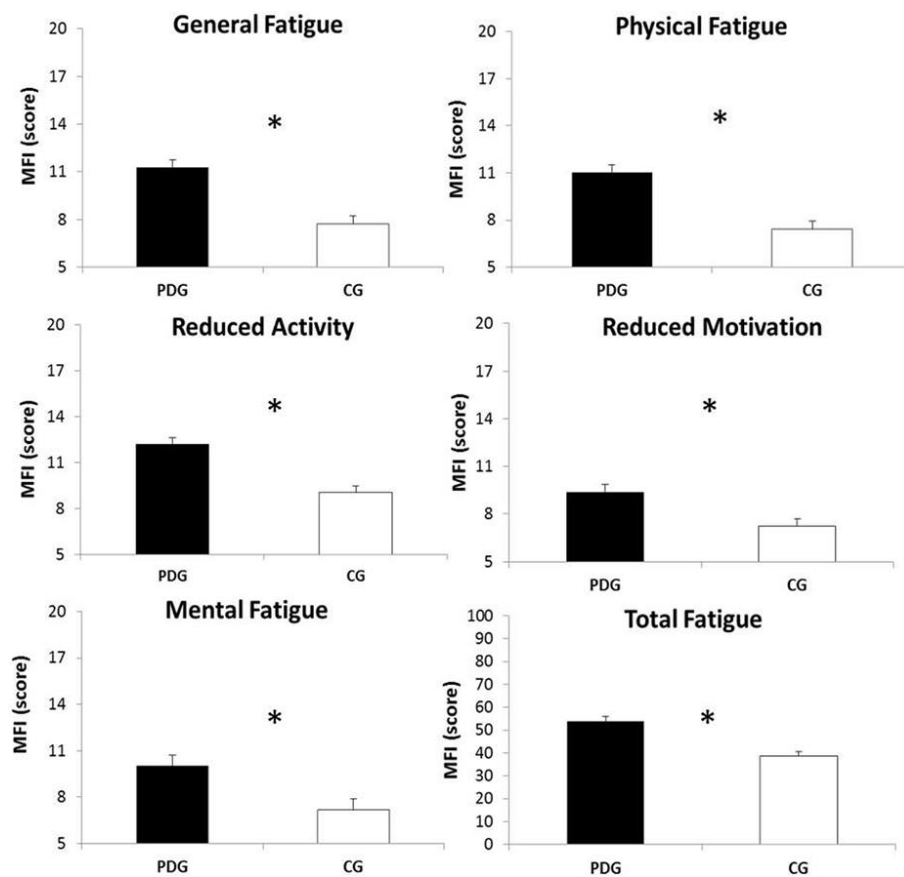 General Fatigue
MFI (score)
20
17
14
11
8
5
*
PDG
CG
Physical Fatigue
MFI (score)
20
17
14
11
8
5
*
PDG
CG
Reduced Activity
MFI (score)
20
17
14
11
8
5
*
PDG
CG
Reduced Motivation
MFI (score)
20
17
14
11
8
5
*
PDG
CG
Mental Fatigue
MFI (score)
20
17
14
11
8
5
*
PDG
CG
Total Fatigue
MFI (score)
100
90
80
70
60
50
40
30
20
10
0
*
PDG
CG